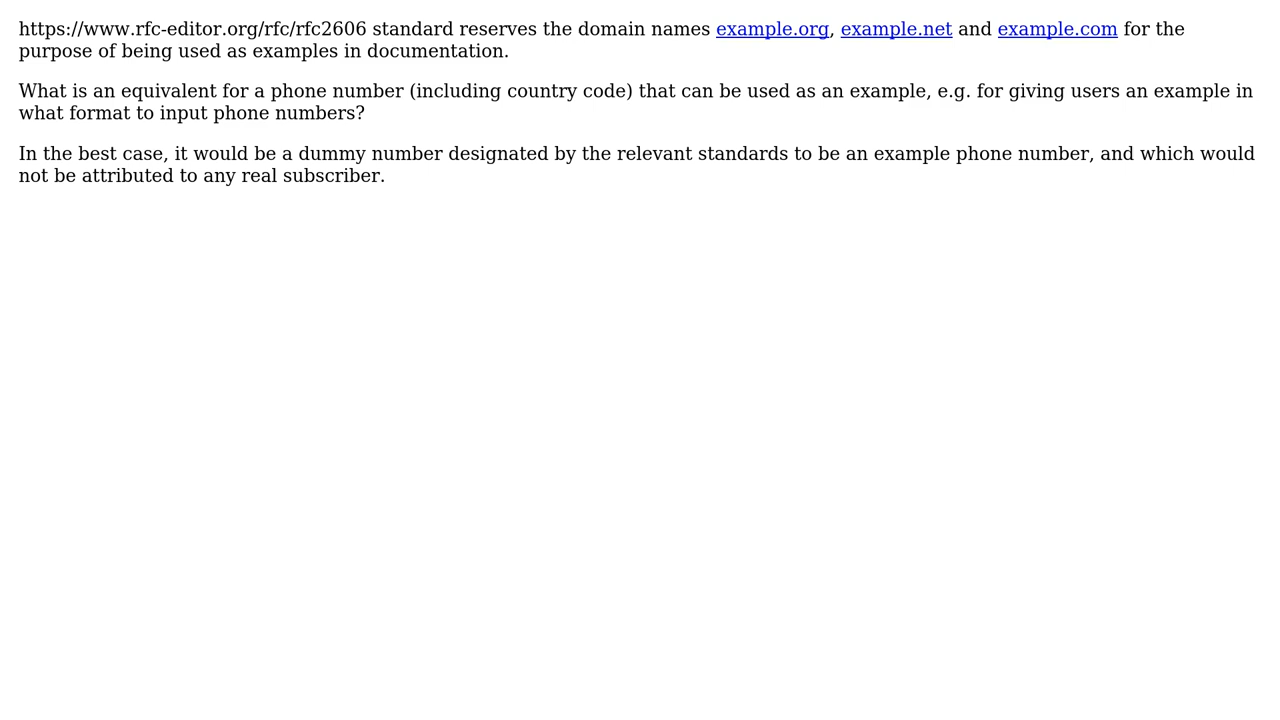 https://www.rfc-editor.org/rfc/rfc2606 standard reserves the domain names example.org, example.net and example.com for the
purpose of being used as examples in documentation.
What is an equivalent for a phone number (including country code) that can be used as an example, e.g. for giving users an example in
what format to input phone numbers?
In the best case, it would be a dummy number designated by the relevant standards to be an example phone number, and which would
not be attributed to any real subscriber.